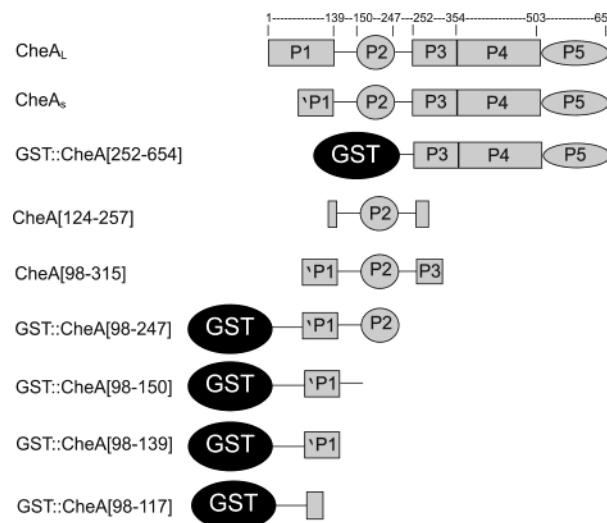 1------------139---150----247-----252----354-------------503-----------65
CheA_L P1 P2 P3 P4 P5
CheA_s 'P1 P2 P3 P4 P5
GST::CheA[252-654] GST P3 P4 P5
CheA[124-257] P2
CheA[98-315] 'P1 P2 P3
GST::CheA[98-247] GST 'P1 P2
GST::CheA[98-150] GST 'P1
GST::CheA[98-139] GST 'P1
GST::CheA[98-117] GST